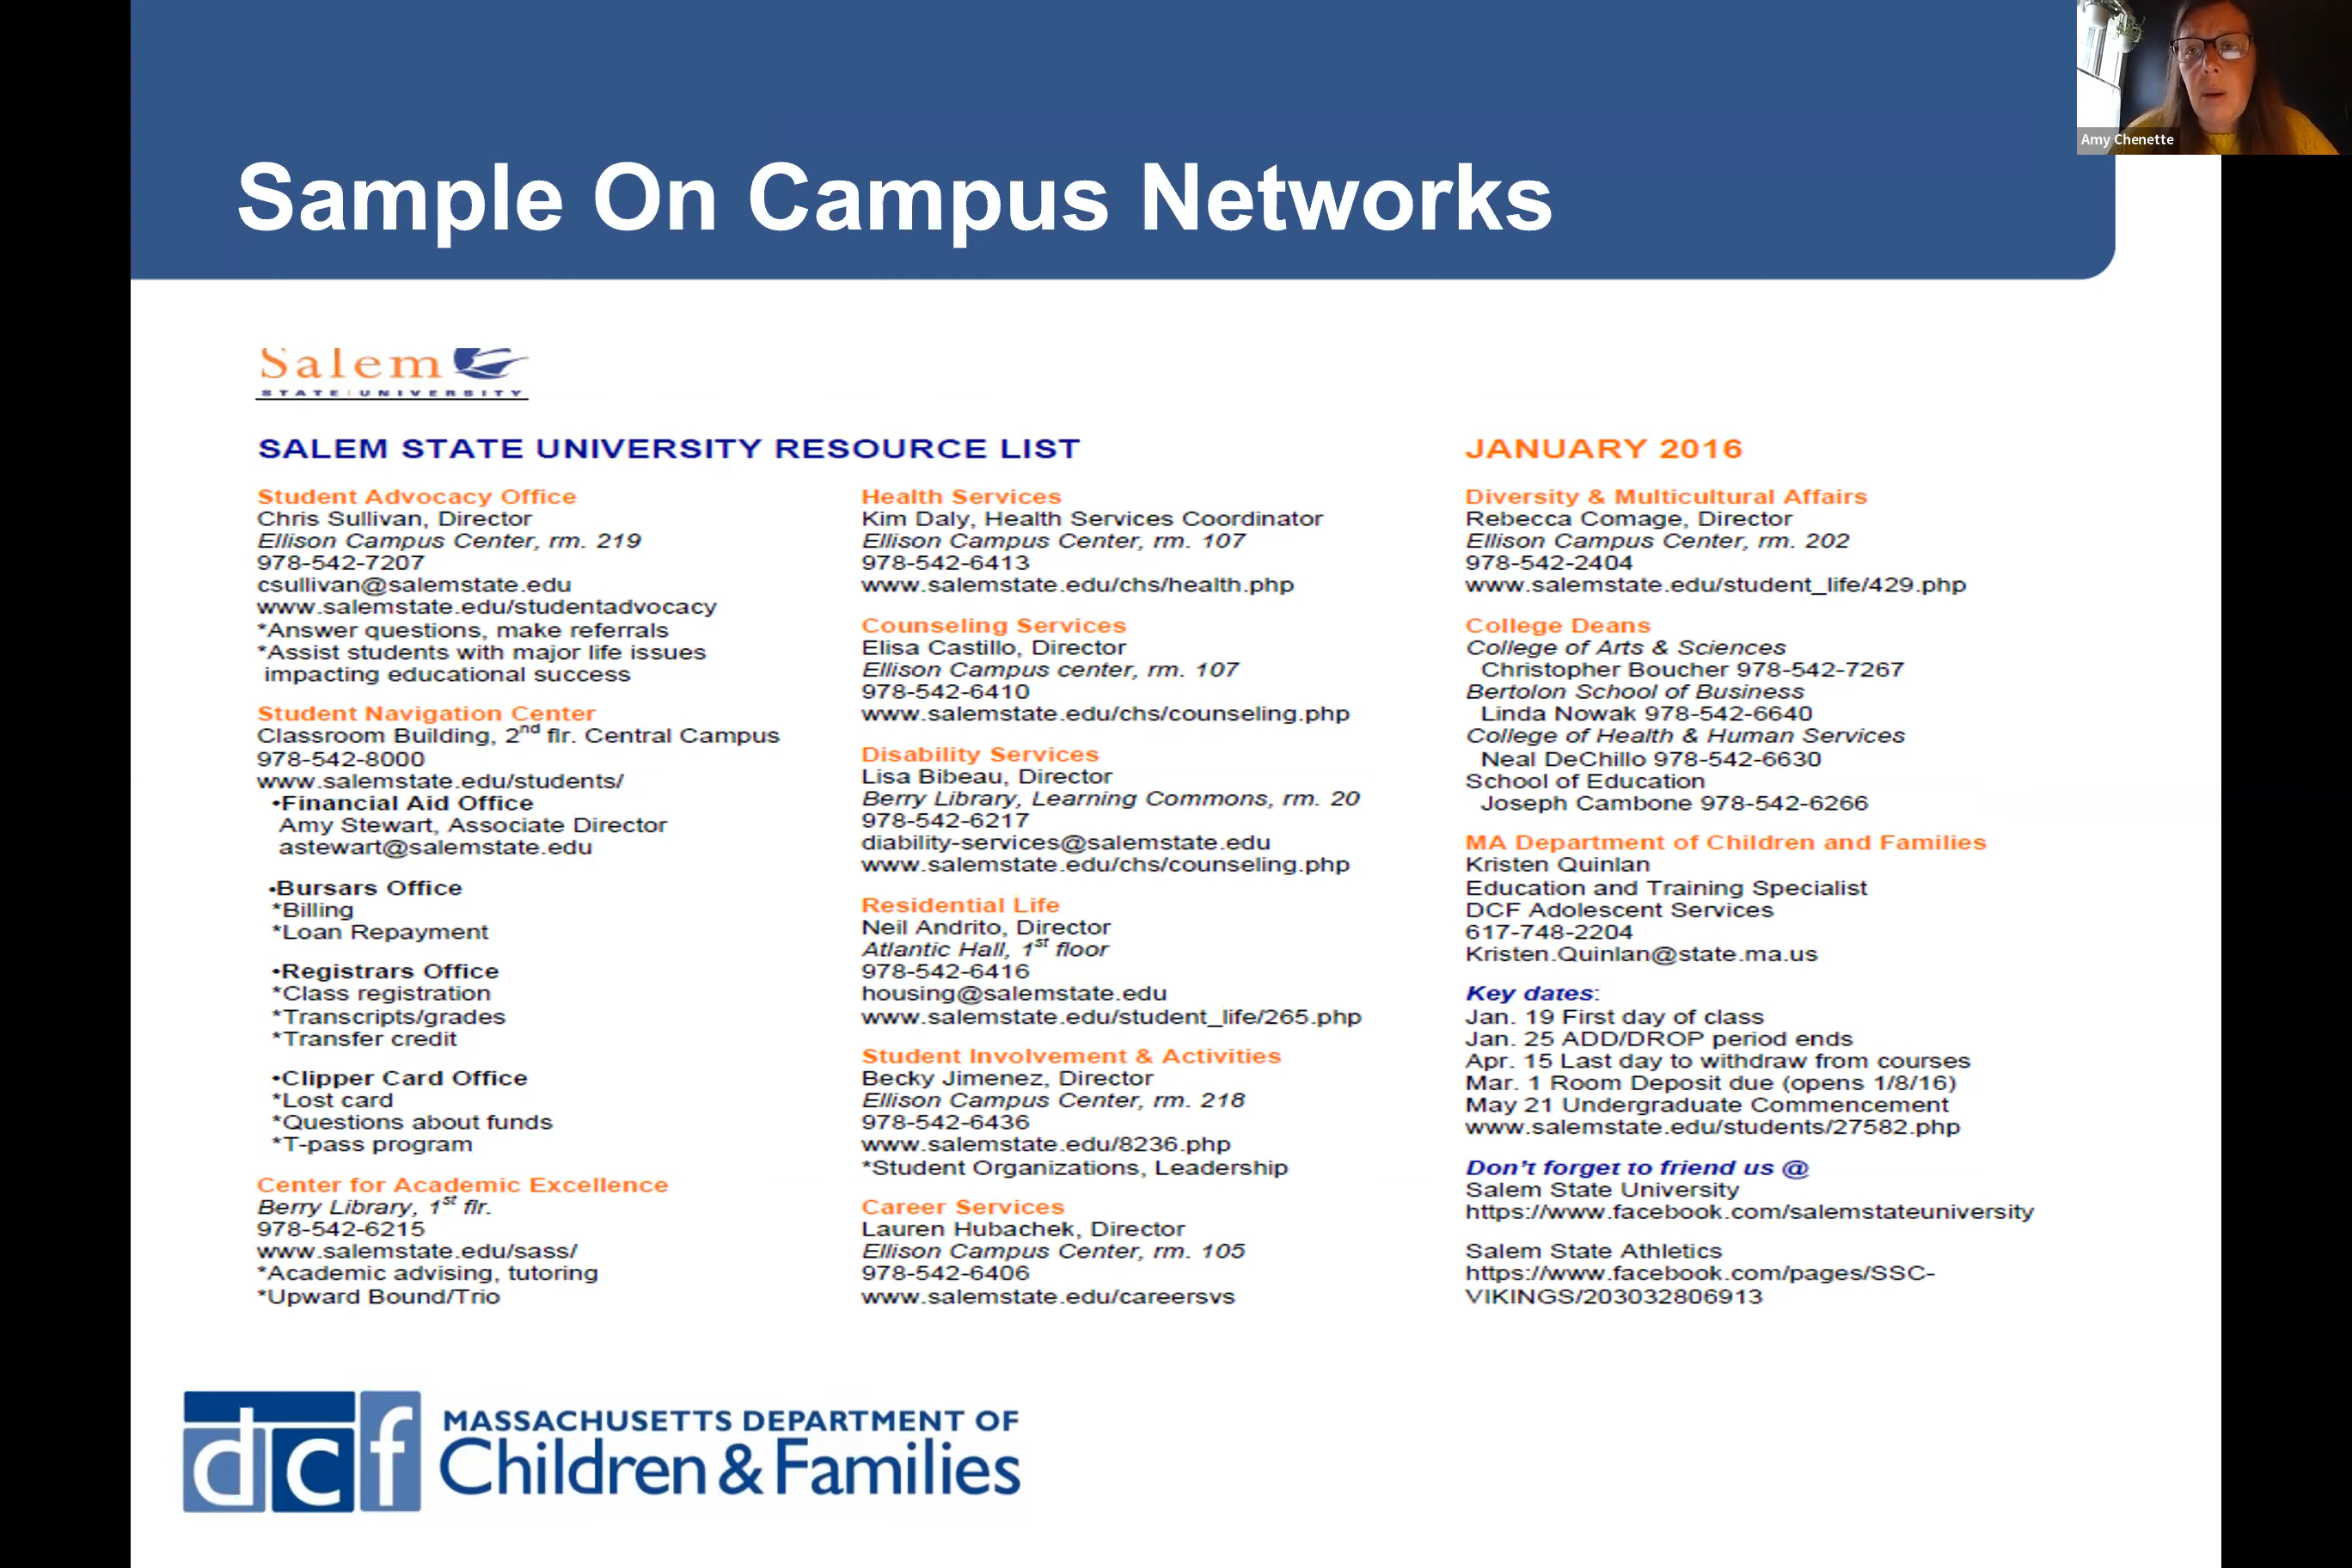 Amy Chenette
Sample On Campus Networks
Salem
STATE UNIVERSITY
SALEM STATE UNIVERSITY RESOURCE LIST
JANUARY 2016
Student Advocacy Office
Chris Sullivan, Director
Ellison Campus Center, rm. 219
978-542-7207
csullivan@salemstate.edu
www.salemstate.edu/studentadvocacy
*Answer questions, make referrals
*Assist students with major life issues
impacting educational success
Student Navigation Center
Classroom Building, 2nd flr. Central Campus
978-542-8000
www.salemstate.edu/students/
•Financial Aid Office
Amy Stewart, Associate Director
astewart@salemstate.edu
•Bursars Office
*Billing
*Loan Repayment
•Registrars Office
*Class registration
*Transcripts/grades
*Transfer credit
•Clipper Card Office
*Lost card
*Questions about funds
*T-pass program
Center for Academic Excellence
Berry Library, 1st flr.
978-542-6215
www.salemstate.edu/sass/
*Academic advising, tutoring
*Upward Bound/Trio
Health Services
Kim Daly, Health Services Coordinator
Ellison Campus Center, rm. 107
978-542-6413
www.salemstate.edu/chs/health.php
Counseling Services
Elisa Castillo, Director
Ellison Campus center, rm. 107
978-542-6410
www.salemstate.edu/chs/counseling.php
Disability Services
Lisa Bibeau, Director
Berry Library, Learning Commons, rm. 20
978-542-6217
diability-services@salemstate.edu
www.salemstate.edu/chs/counseling.php
Residential Life
Neil Andrito, Director
Atlantic Hall, 1st floor
978-542-6416
housing@salemstate.edu
www.salemstate.edu/student_life/265.php
Student Involvement & Activities
Becky Jimenez, Director
Ellison Campus Center, rm. 218
978-542-6436
www.salemstate.edu/8236.php
*Student Organizations, Leadership
Career Services
Lauren Hubachek, Director
Ellison Campus Center, rm. 105
978-542-6406
www.salemstate.edu/careersvs
Diversity & Multicultural Affairs
Rebecca Comage, Director
Ellison Campus Center, rm. 202
978-542-2404
www.salemstate.edu/student_life/429.php
College Deans
College of Arts & Sciences
Christopher Boucher 978-542-7267
Bertolon School of Business
Linda Nowak 978-542-6640
College of Health & Human Services
Neal DeChillo 978-542-6630
School of Education
Joseph Cambone 978-542-6266
MA Department of Children and Families
Kristen Quinlan
Education and Training Specialist
DCF Adolescent Services
617-748-2204
Kristen.Quinlan@state.ma.us
Key dates:
Jan. 19 First day of class
Jan. 25 ADD/DROP period ends
Apr. 15 Last day to withdraw from courses
Mar. 1 Room Deposit due (opens 1/8/16)
May 21 Undergraduate Commencement
www.salemstate.edu/students/27582.php
Don't forget to friend us @
Salem State University
https://www.facebook.com/salemstateuniversity
Salem State Athletics
https://www.facebook.com/pages/SSC-
VIKINGS/203032806913
dcf
MASSACHUSETTS DEPARTMENT OF
Children & Families